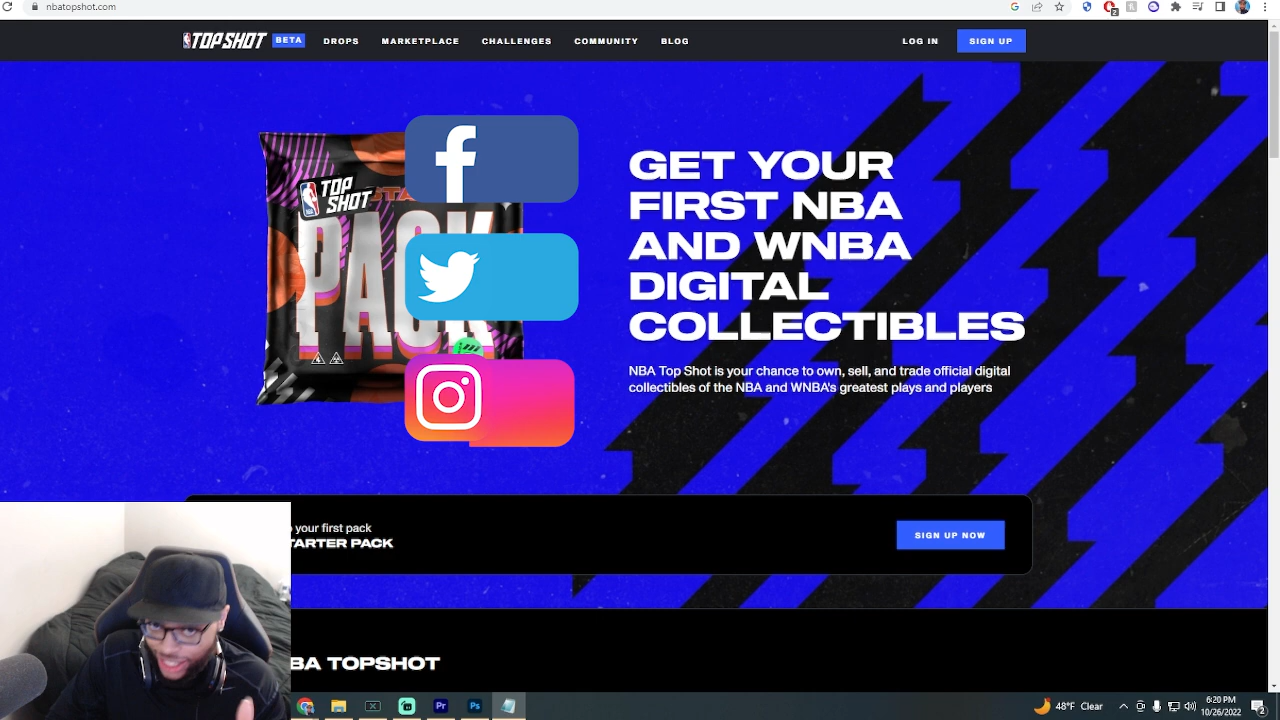 nbatopshot.com
TOP SHOT BETA DROPS MARKETPLACE CHALLENGES COMMUNITY BLOG LOG IN SIGN UP
TOP
SHOT
PACK
GET YOUR
FIRST NBA
AND WNBA
DIGITAL
COLLECTIBLES
NBA Top Shot is your chance to own, sell, and trade official digital
collectibles of the NBA and WNBA's greatest plays and players
your first pack
TARTER PACK
SIGN UP NOW
BA TOPSHOT
Pr Ps
48°F Clear
6:20 PM
10/26/2022
2